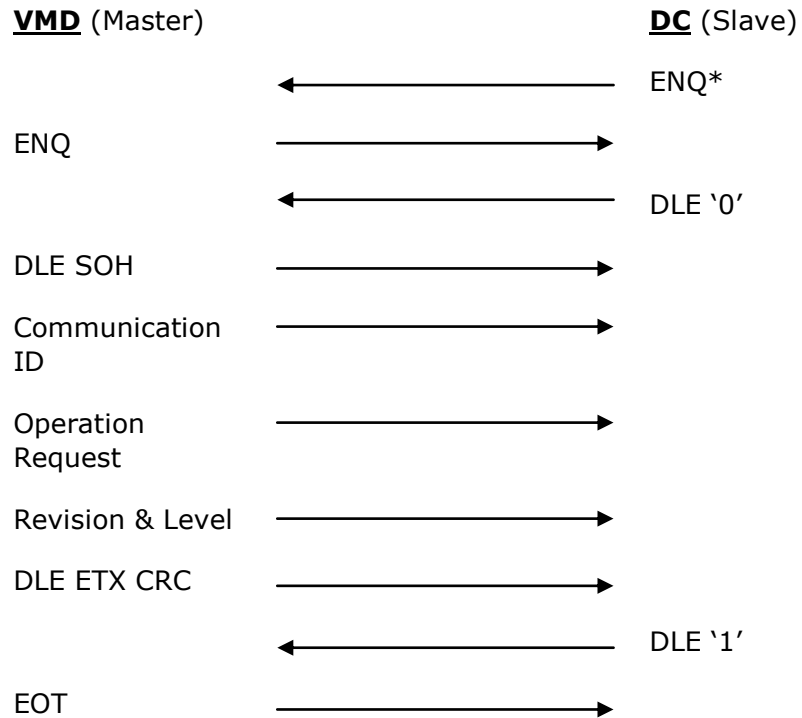 VMD (Master) DC (Slave)
ENQ*
ENQ
DLE ‘0’
DLE SOH
Communication
ID
Operation
Request
Revision & Level
DLE ETX CRC
DLE ‘1’
EOT